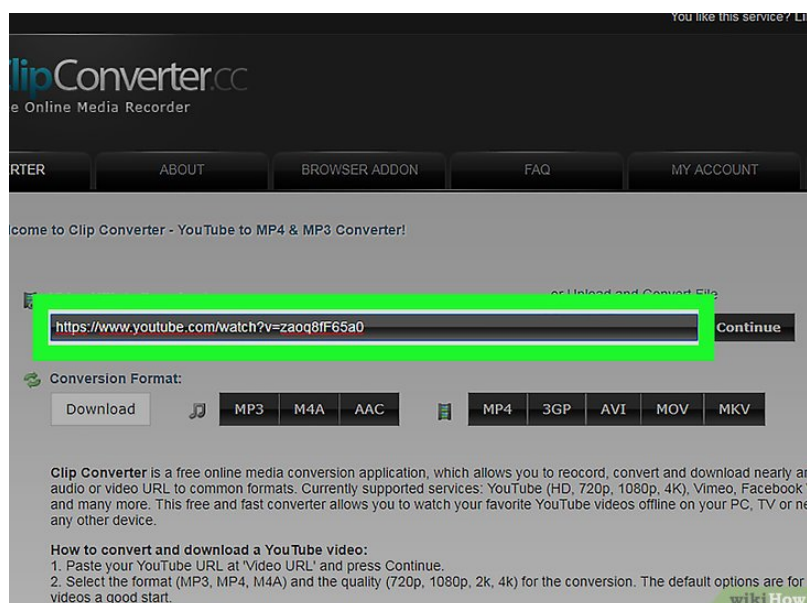 You like this service? Li
lipConverter.cc
e Online Media Recorder
RTER ABOUT BROWSER ADDON FAQ MY ACCOUNT
lcome to Clip Converter - YouTube to MP4 & MP3 Converter!
or Upload and Convert File
https://www.youtube.com/watch?v=zaoq8fF65a0 Continue
Conversion Format:
Download MP3 M4A AAC MP4 3GP AVI MOV MKV
Clip Converter is a free online media conversion application, which allows you to reocord, convert and download nearly an
audio or video URL to common formats. Currently supported services: YouTube (HD, 720p, 1080p, 4K), Vimeo, Facebook
and many more. This free and fast converter allows you to watch your favorite YouTube videos offline on your PC, TV or ne
any other device.
How to convert and download a YouTube video:
1. Paste your YouTube URL at 'Video URL' and press Continue.
2. Select the format (MP3, MP4, M4A) and the quality (720p, 1080p, 2k, 4k) for the conversion. The default options are for
videos a good start.
wikiHow